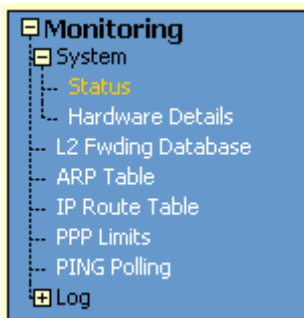 Monitoring
System
Status
Hardware Details
L2 Fwding Database
ARP Table
IP Route Table
PPP Limits
PING Polling
Log